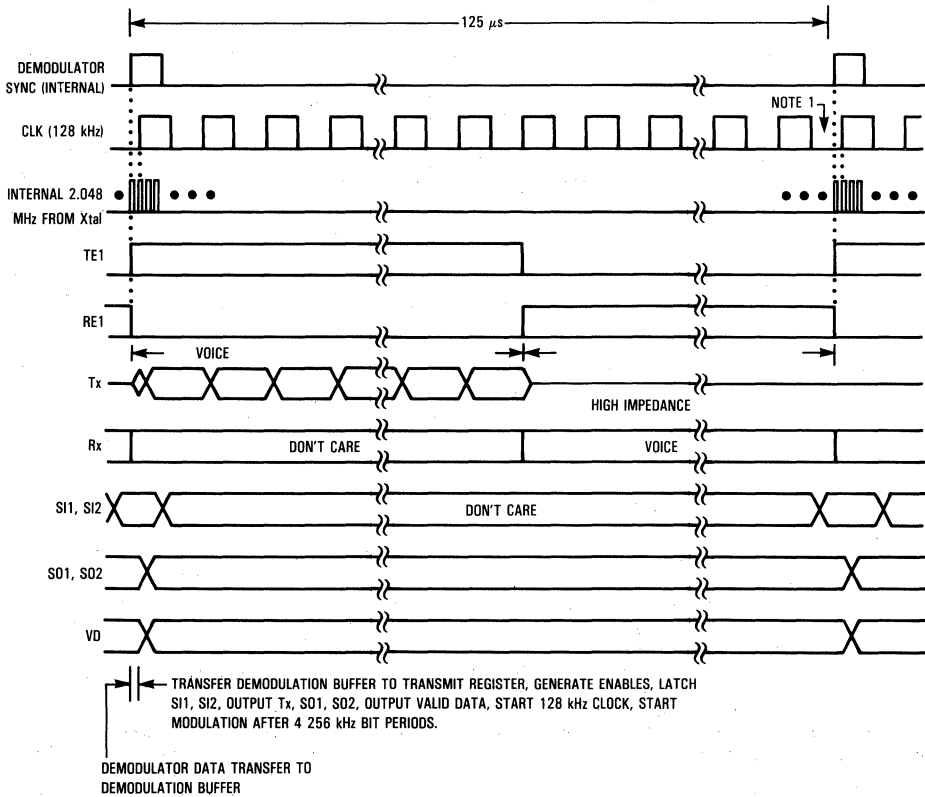 125 µs
DEMODULATOR
SYNC (INTERNAL)
NOTE 1
CLK (128 kHz)
INTERNAL 2.048
MHz FROM Xtal
TE1
RE1
VOICE
Tx
HIGH IMPEDANCE
Rx
DON'T CARE
VOICE
SI1, SI2
DON'T CARE
SO1, SO2
VD
TRANSFER DEMODULATION BUFFER TO TRANSMIT REGISTER, GENERATE ENABLES, LATCH
SI1, SI2, OUTPUT Tx, SO1, SO2, OUTPUT VALID DATA, START 128 kHz CLOCK, START
MODULATION AFTER 4 256 kHz BIT PERIODS.
DEMODULATOR DATA TRANSFER TO
DEMODULATION BUFFER